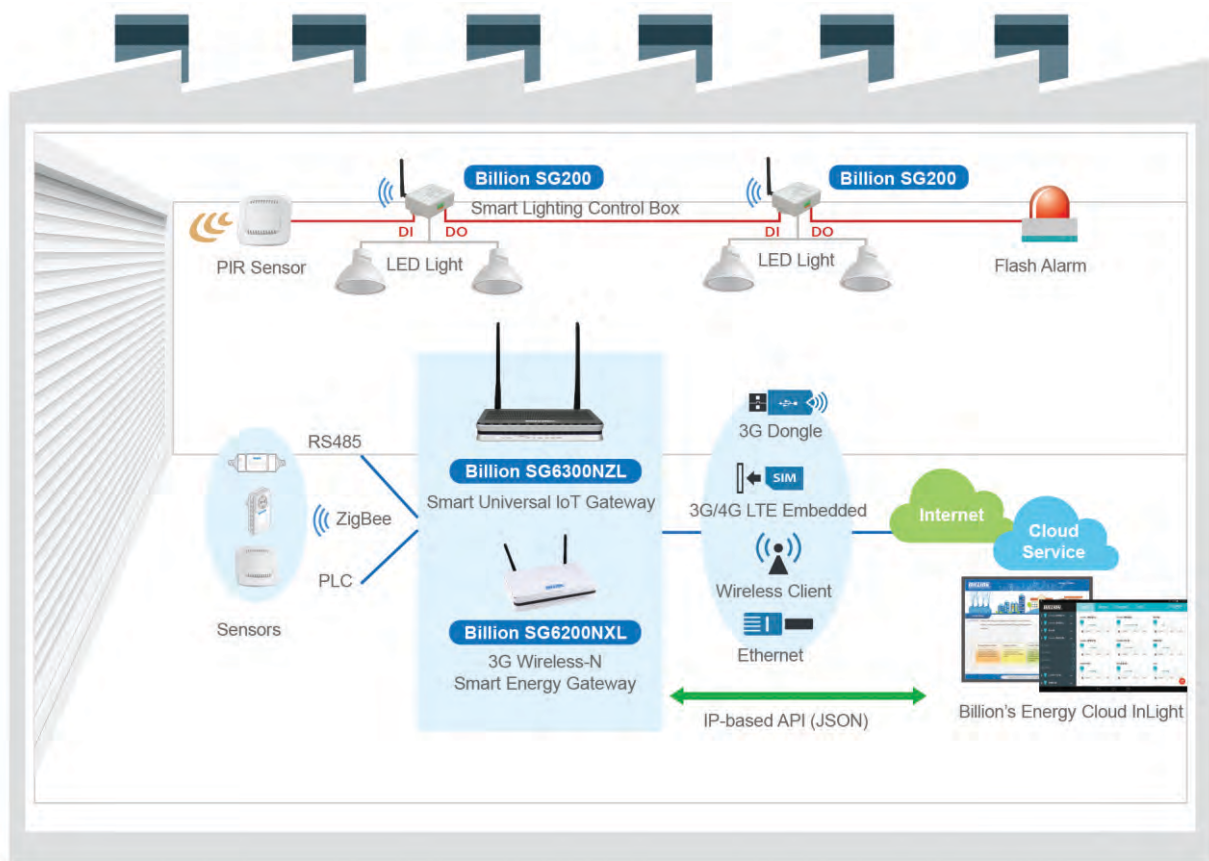 Billion SG200
Billion SG200
Smart Lighting Control Box
DI
DO
DI
DO
PIR Sensor
LED Light
LED Light
Flash Alarm
RS485
ZigBee
PLC
Sensors
Billion SG6300NZL
Smart Universal IoT Gateway
Billion SG6200NXL
3G Wireless-N
Smart Energy Gateway
3G Dongle
SIM
3G/4G LTE Embedded
Wireless Client
Ethernet
Internet
Cloud
Service
IP-based API (JSON)
Billion's Energy Cloud InLight